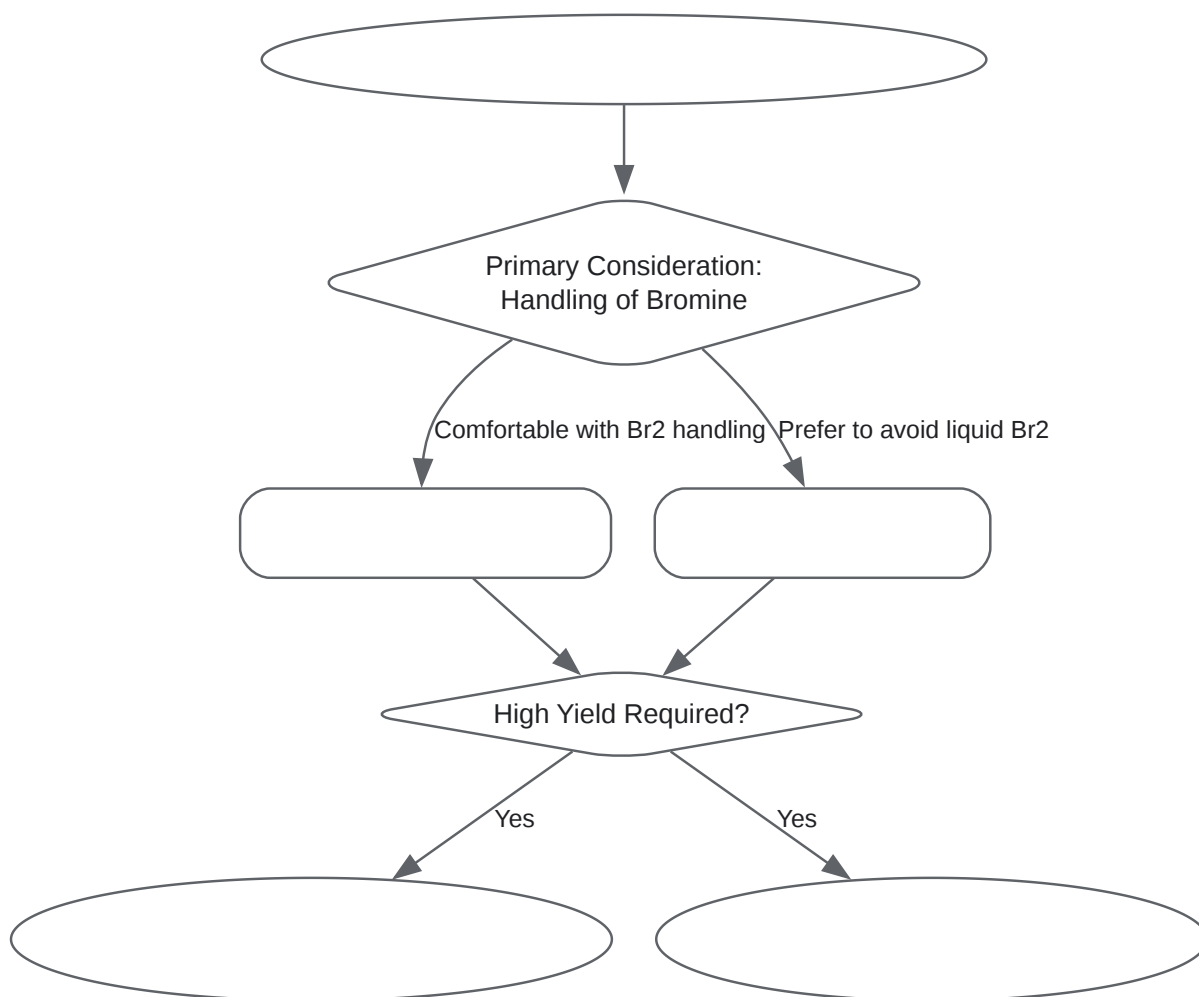 Primary Consideration:
Handling of Bromine
Comfortable with Br2 handling
Prefer to avoid liquid Br2
High Yield Required?
Yes
Yes